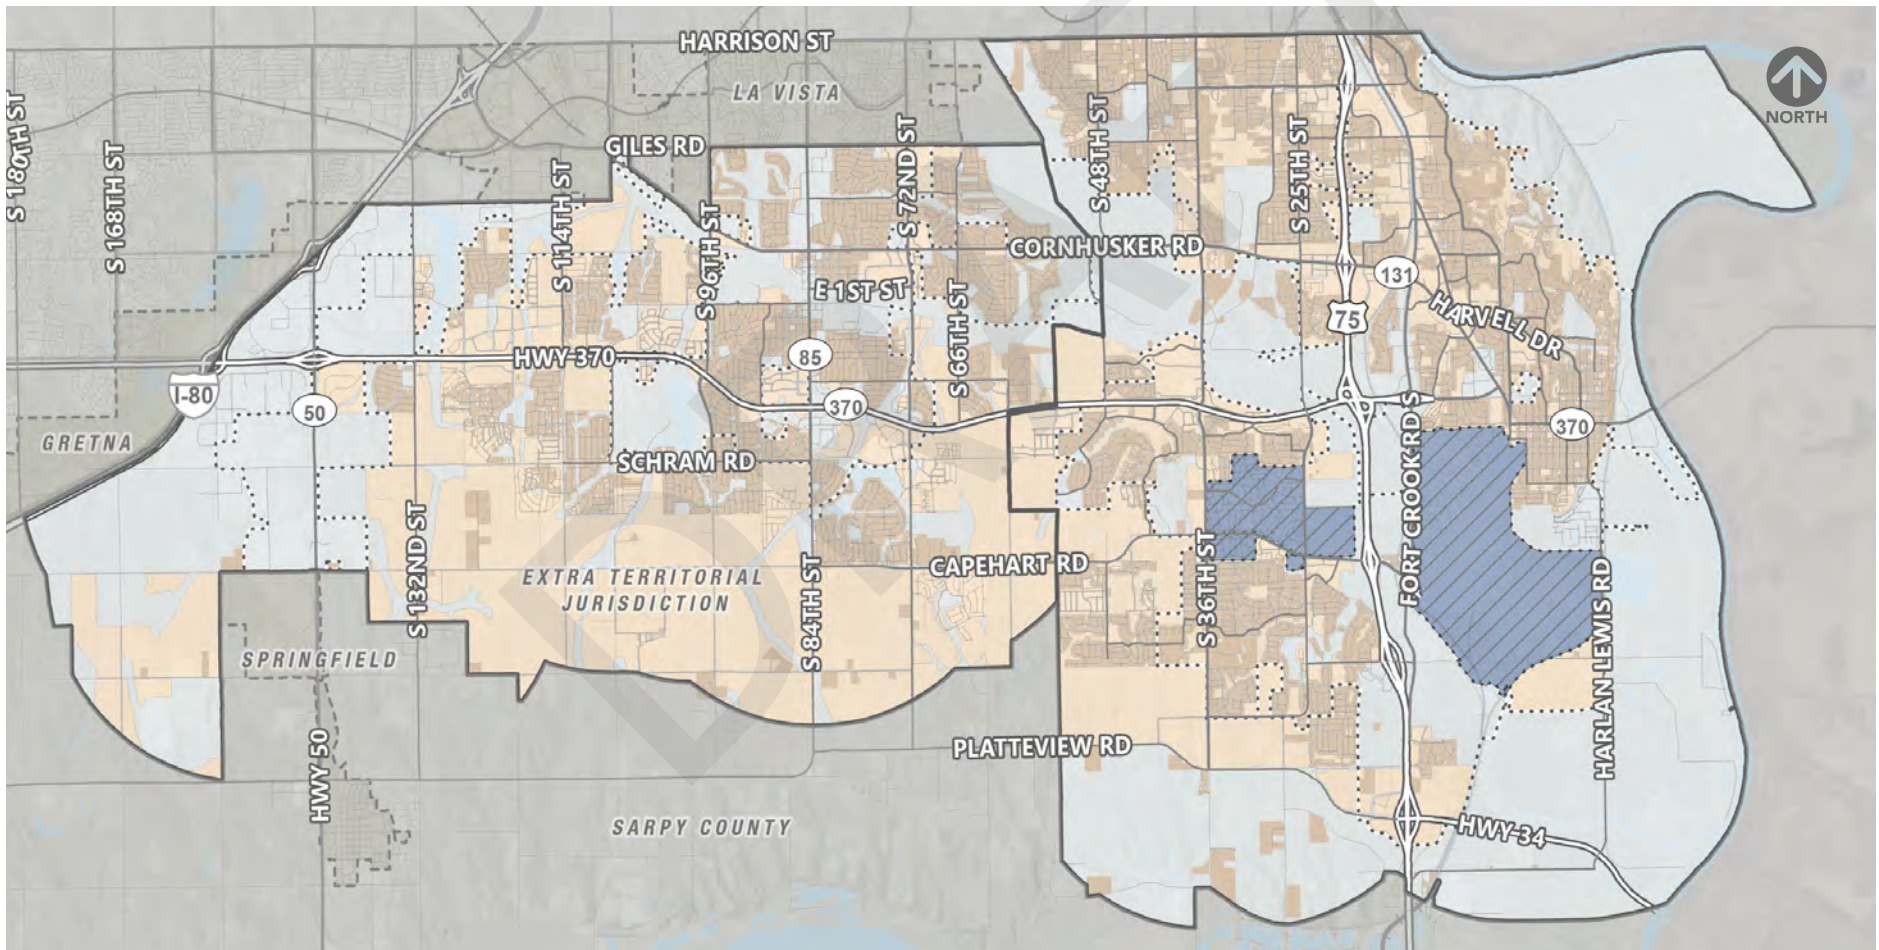 HARRISON ST
LA VISTA
NORTH
S 180TH ST
S 168TH ST
GILES RD
S 114TH ST
S 96TH ST
S 72ND ST
S 48TH ST
S 25TH ST
CORNHUSKER RD
131
E 1ST ST
S 66TH ST
75
HARVELL DR
HWY 370
85
I-80
50
370
370
GRETNA
SCHRAM RD
FORT CROOK RD S
S 132ND ST
S 84TH ST
S 36TH ST
CAPEHART RD
EXTRA TERRITORIAL
JURISDICTION
HARLAN LEWIS RD
SPRINGFIELD
HWY 50
PLATTEVIEW RD
SARPY COUNTY
HWY 34
DRAFT